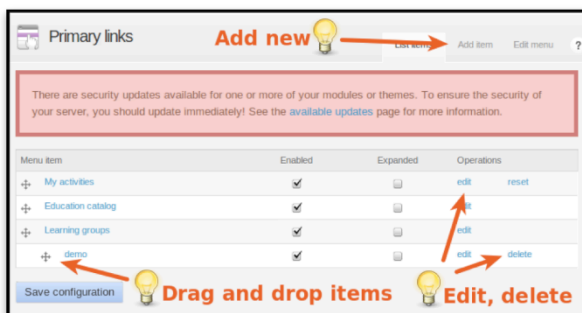 Primary links
Add new
List items
Add item
Edit menu
?
There are security updates available for one or more of your modules or themes. To ensure the security of
your server, you should update immediately! See the available updates page for more information.
Menu item Enabled Expanded Operations
My activities edit reset
Education catalog edit
Learning groups edit
demo edit delete
Save configuration
Drag and drop items
Edit, delete